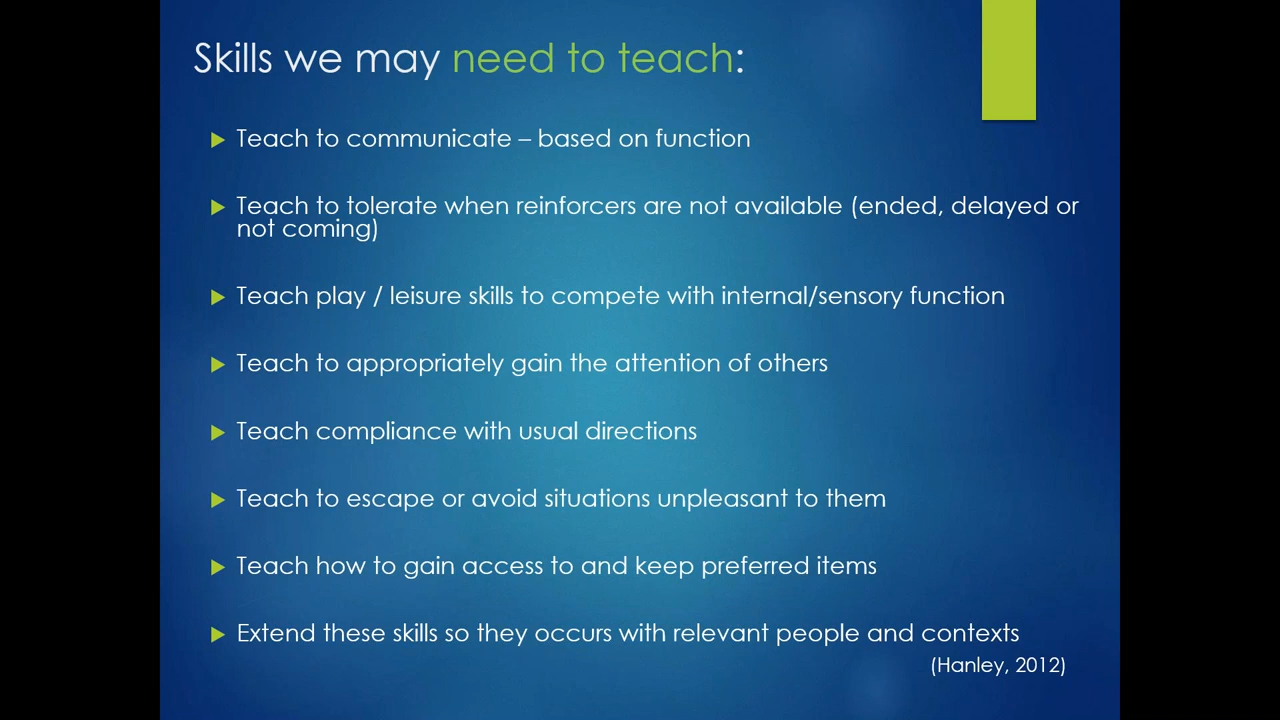 Skills we may need to teach:
Teach to communicate – based on function
Teach to tolerate when reinforcers are not available (ended, delayed or
not coming)
Teach play / leisure skills to compete with internal/sensory function
Teach to appropriately gain the attention of others
Teach compliance with usual directions
Teach to escape or avoid situations unpleasant to them
Teach how to gain access to and keep preferred items
Extend these skills so they occurs with relevant people and contexts
(Hanley, 2012)